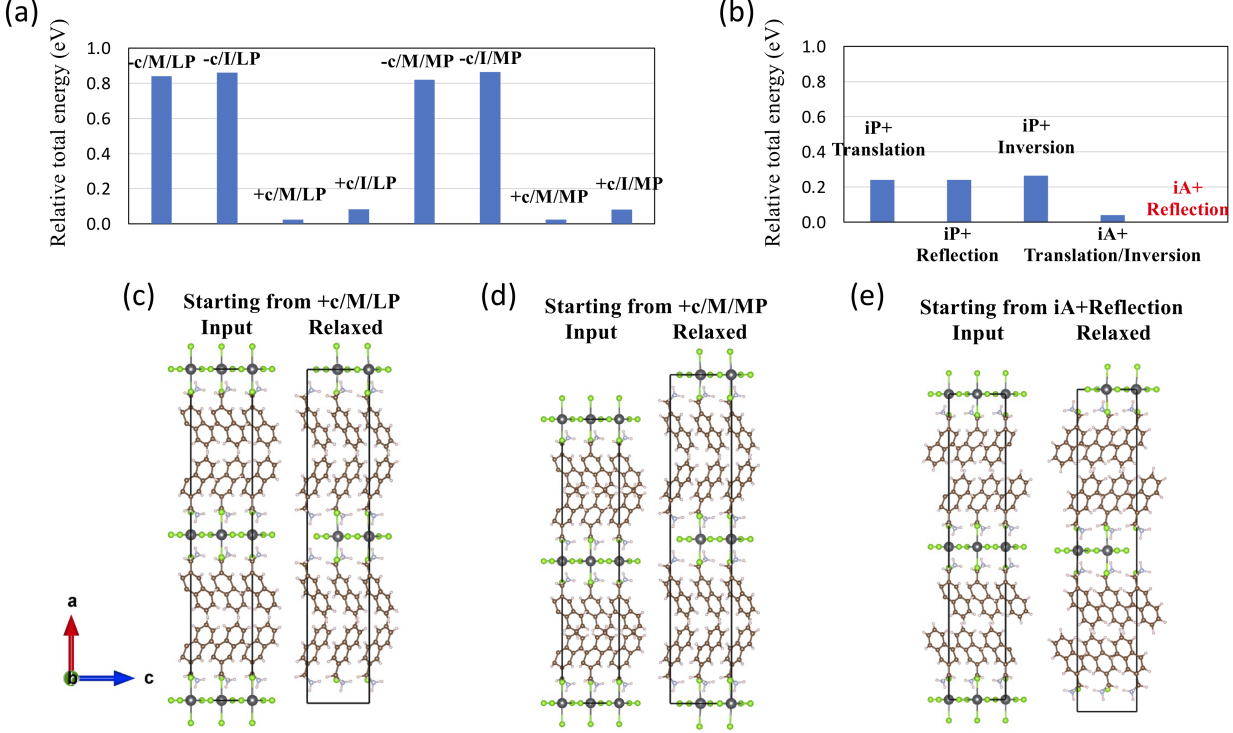 (a)
Relative total energy (eV)
1.0
0.8
0.6
0.4
0.2
0.0
-c/M/LP
-c/I/LP
+c/M/LP
+c/I/LP
-c/M/MP
-c/I/MP
+c/M/MP
+c/I/MP
(b)
Relative total energy (eV)
1.0
0.8
0.6
0.4
0.2
0.0
iP+
Translation
iP+
Reflection
iP+
Inversion
iA+
Translation/Inversion
iA+
Reflection
(c)
Starting from +c/M/LP
Input Relaxed
(d)
Starting from +c/M/MP
Input Relaxed
(e)
Starting from iA+Reflection
Input Relaxed
a
b
c